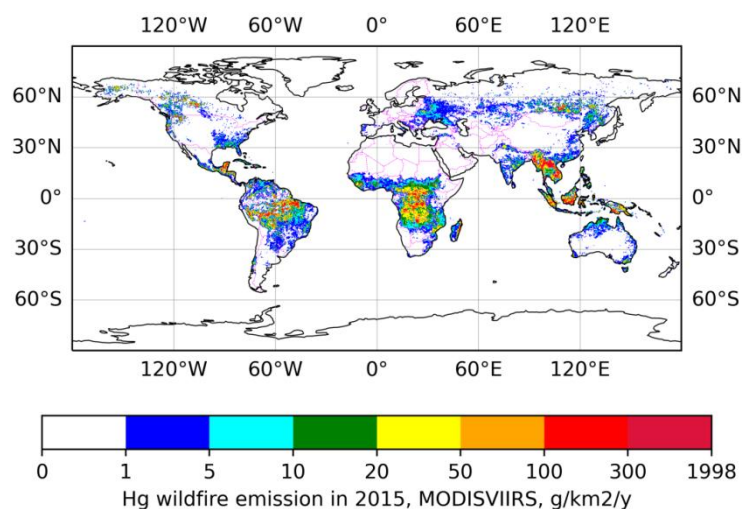 120°W 60°W 0° 60°E 120°E
60°N 60°N
30°N 30°N
0° 0°
30°S 30°S
60°S 60°S
120°W 60°W 0° 60°E 120°E
0 1 5 10 20 50 100 300 1998
Hg wildfire emission in 2015, MODISVIIRS, g/km2/y